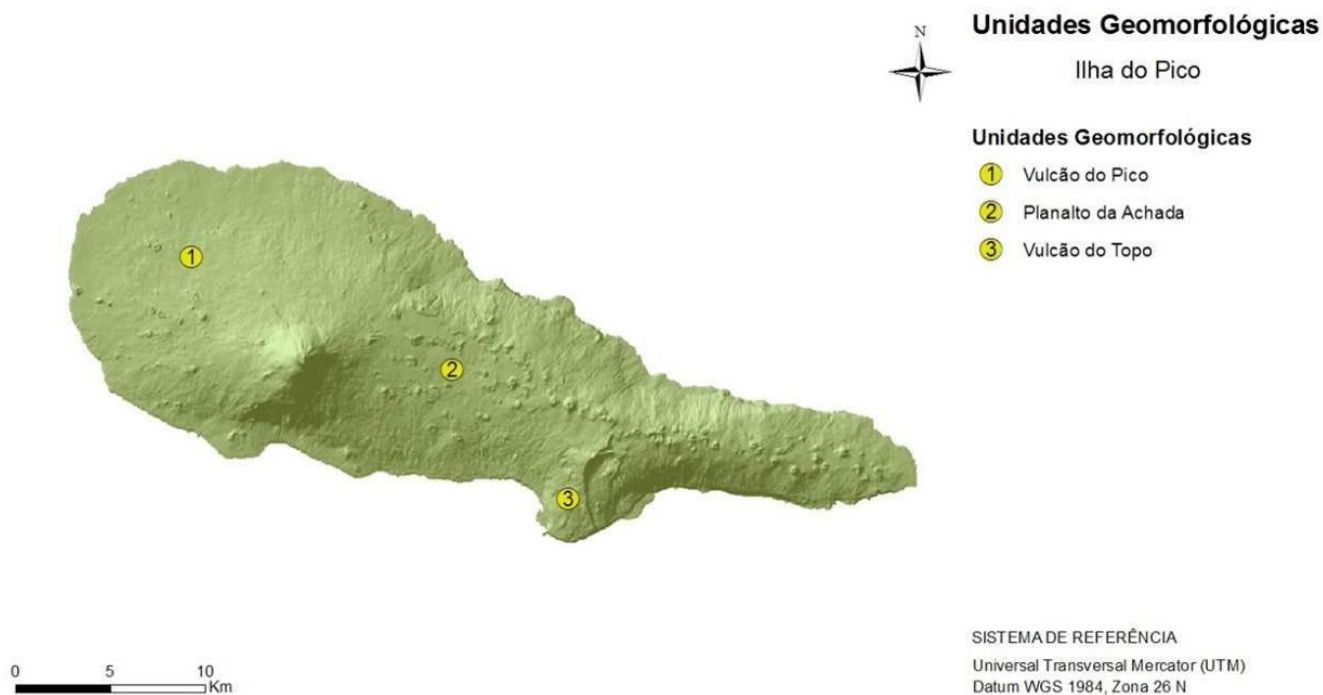 Unidades Geomorfológicas
Ilha do Pico
N
Unidades Geomorfológicas
1 Vulcão do Pico
2 Planalto da Achada
3 Vulcão do Topo
1
2
3
SISTEMA DE REFERÊNCIA
Universal Transversal Mercator (UTM)
Datum WGS 1984, Zona 26 N
0 5 10
Km